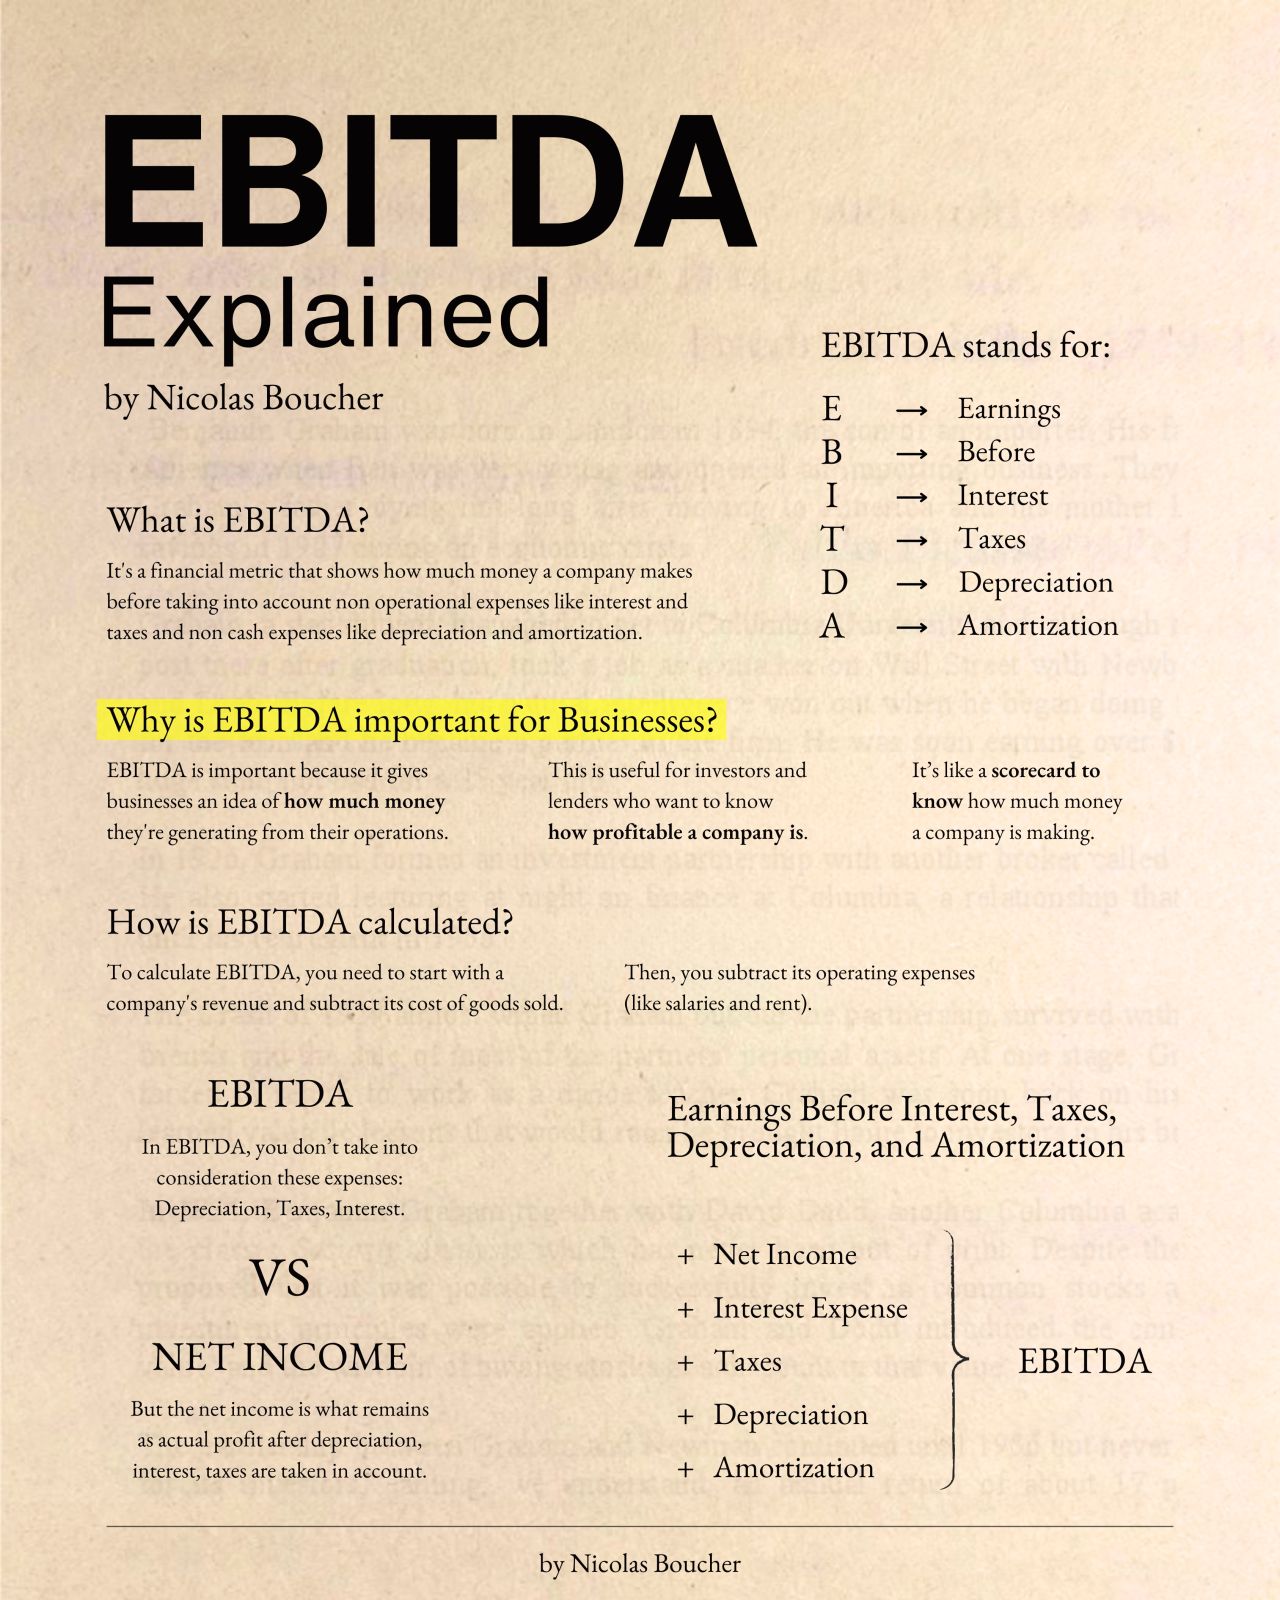 EBITDA
Explained
by Nicolas Boucher
EBITDA stands for:
E → Earnings
B → Before
I → Interest
T → Taxes
D → Depreciation
A → Amortization
What is EBITDA?
It's a financial metric that shows how much money a company makes
before taking into account non operational expenses like interest and
taxes and non cash expenses like depreciation and amortization.
Why is EBITDA important for Businesses?
EBITDA is important because it gives
businesses an idea of how much money
they're generating from their operations.
This is useful for investors and
lenders who want to know
how profitable a company is.
It’s like a scorecard to
know how much money
a company is making.
How is EBITDA calculated?
To calculate EBITDA, you need to start with a
company's revenue and subtract its cost of goods sold.
Then, you subtract its operating expenses
(like salaries and rent).
EBITDA
In EBITDA, you don’t take into
consideration these expenses:
Depreciation, Taxes, Interest.
VS
NET INCOME
But the net income is what remains
as actual profit after depreciation,
interest, taxes are taken in account.
Earnings Before Interest, Taxes,
Depreciation, and Amortization
+ Net Income
+ Interest Expense
+ Taxes
+ Depreciation
+ Amortization
EBITDA
by Nicolas Boucher